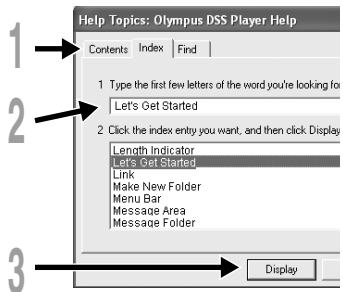 Help Topics: Olympus DSS Player Help
1
Contents Index Find
1 Type the first few letters of the word you're looking for
2
Let's Get Started
2 Click the index entry you want, and then click Display
Length Indicator
Let's Get Started
Link
Make New Folder
Menu Bar
Message Area
Message Folder
3
Display